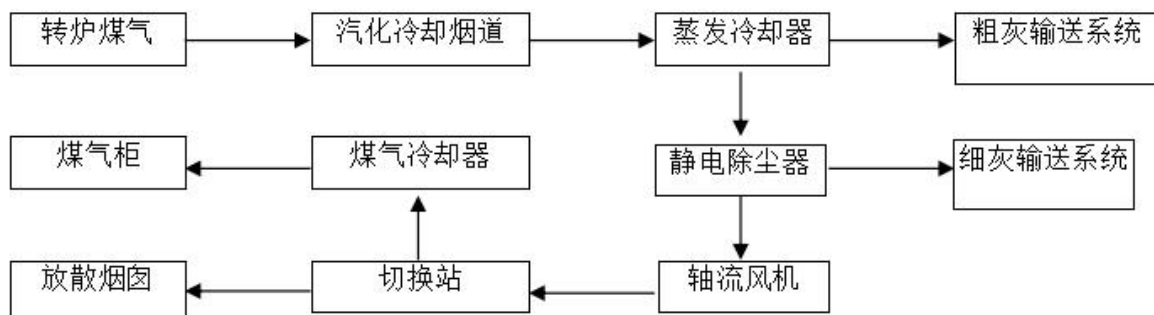 转炉煤气
汽化冷却烟道
蒸发冷却器
粗灰输送系统
煤气柜
煤气冷却器
静电除尘器
细灰输送系统
放散烟囱
切换站
轴流风机